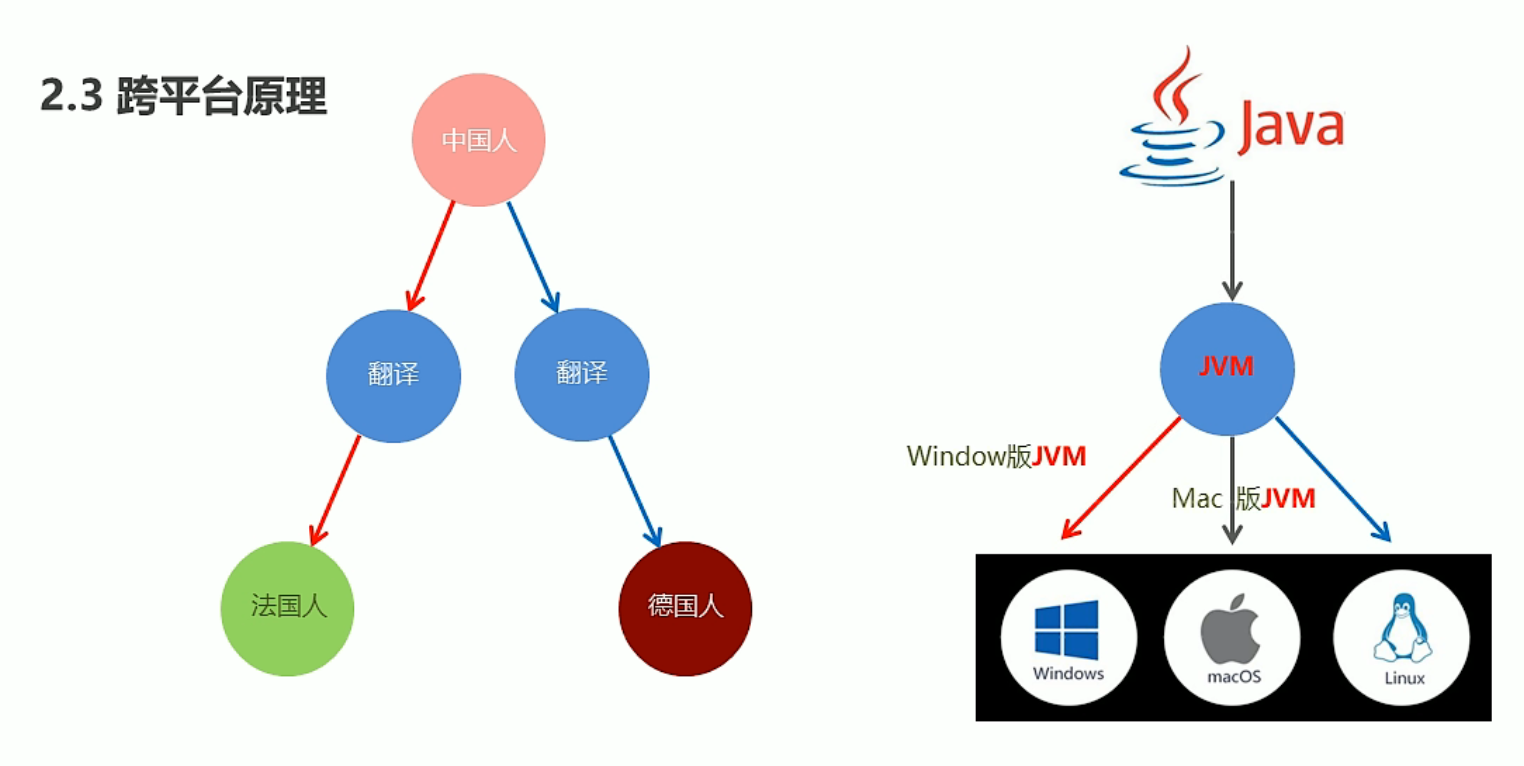 2.3 跨平台原理
中国人
翻译
翻译
法国人
德国人
Java
JVM
Window版JVM
Mac 版JVM
Windows
macOS
Linux